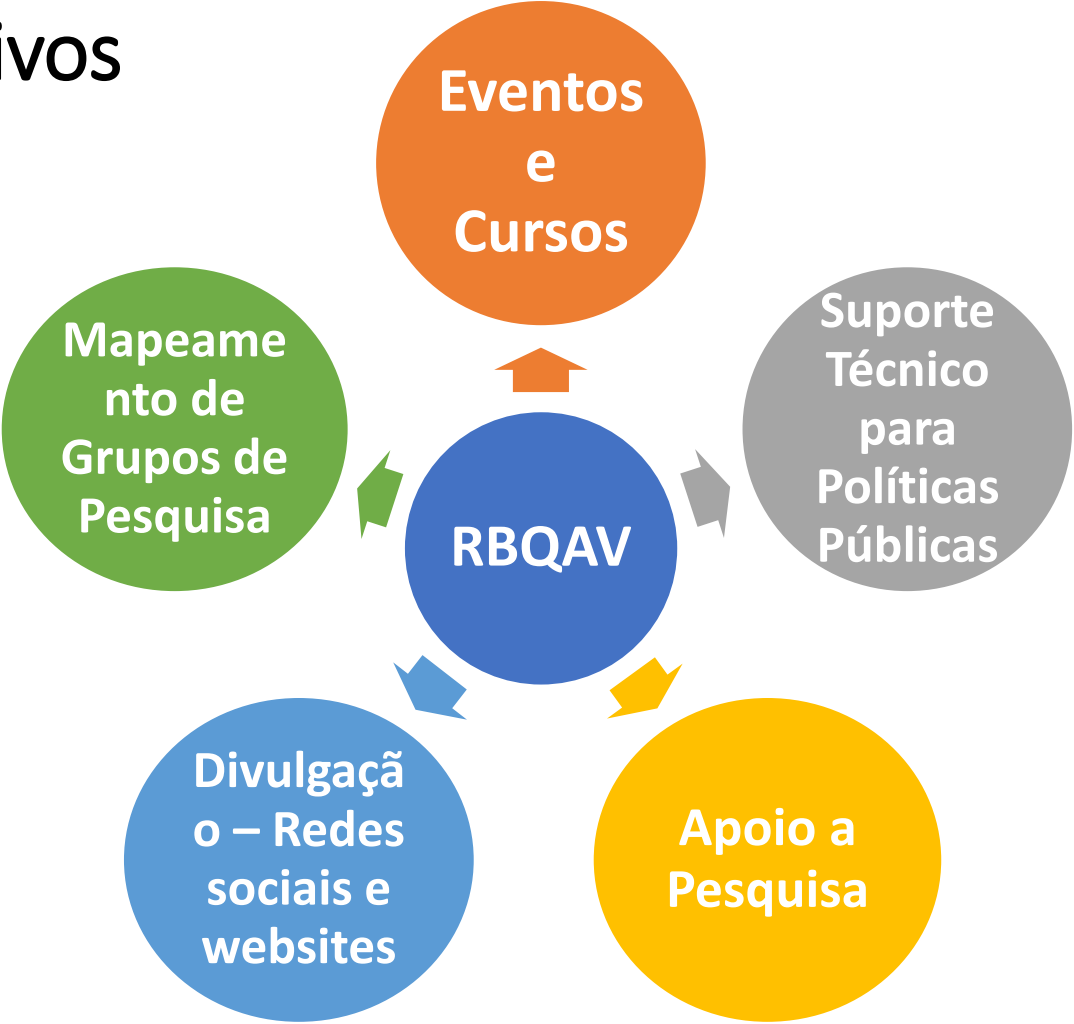 ivos
Eventos
e
Cursos
Suporte
Técnico
para
Políticas
Públicas
Apoio a
Pesquisa
Divulgaçã
o – Redes
sociais e
websites
Mapeame
nto de
Grupos de
Pesquisa
RBQAV